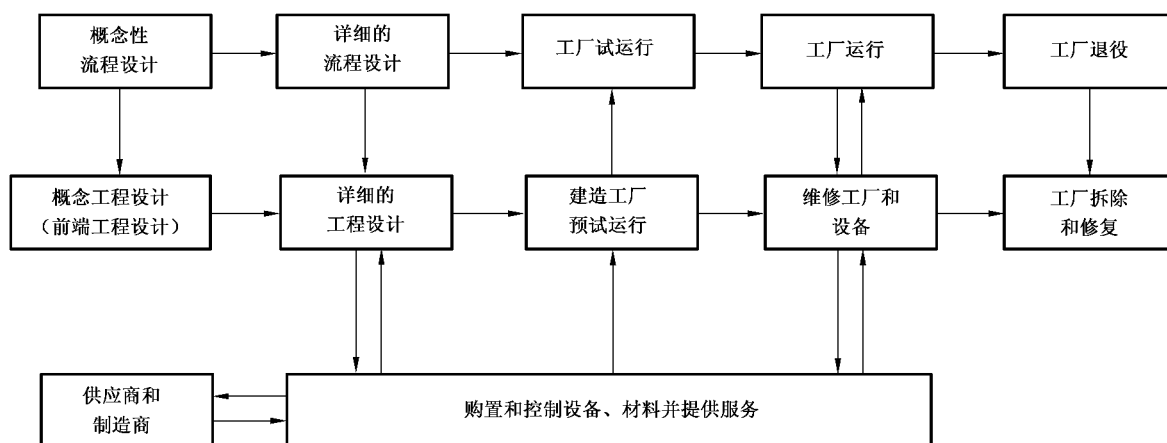 概念性
流程设计
详细的
流程设计
工厂试运行
工厂运行
工厂退役
概念工程设计
（前端工程设计）
详细的
工程设计
建造工厂
预试运行
维修工厂和
设备
工厂拆除
和修复
供应商和
制造商
购置和控制设备、材料并提供服务